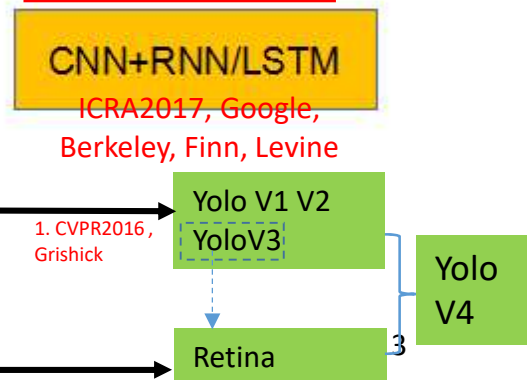 CNN+RNN/LSTM
ICRA2017, Google,
Berkeley, Finn, Levine
Yolo V1 V2
YoloV3
1. CVPR2016,
Grishick
Yolo
V4
3
Retina